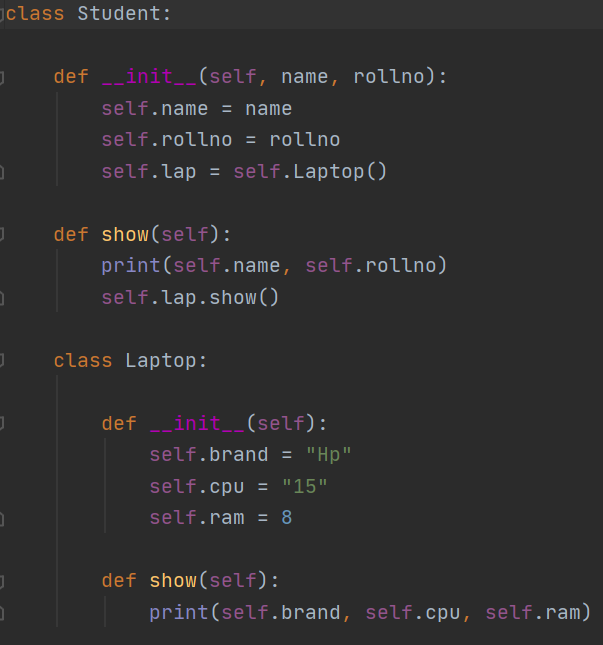 class Student:

    def __init__(self, name, rollno):
        self.name = name
        self.rollno = rollno
        self.lap = self.Laptop()

    def show(self):
        print(self.name, self.rollno)
        self.lap.show()

    class Laptop:

        def __init__(self):
            self.brand = "Hp"
            self.cpu = "15"
            self.ram = 8

        def show(self):
            print(self.brand, self.cpu, self.ram)